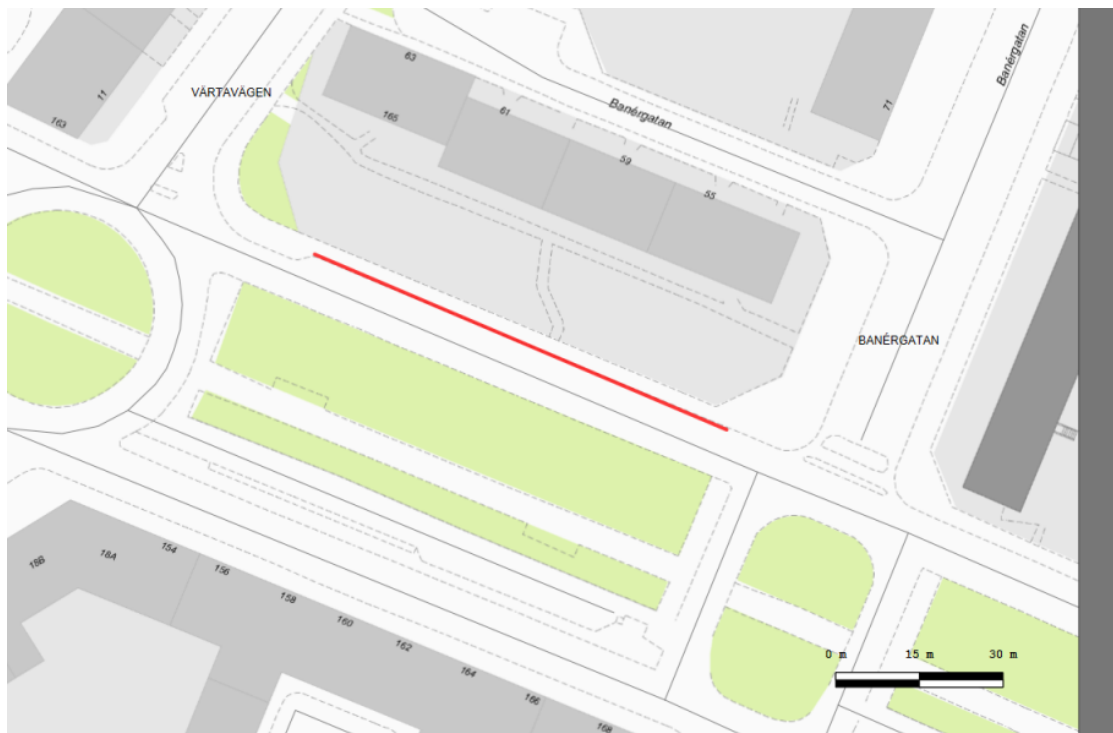 VÄRTAVÄGEN
Banérgatan
Banérgatan
BANÉRGATAN
11
163
63
165
61
59
55
71
18B
18A
154
156
158
160
162
164
166
168
0 m 15 m 30 m